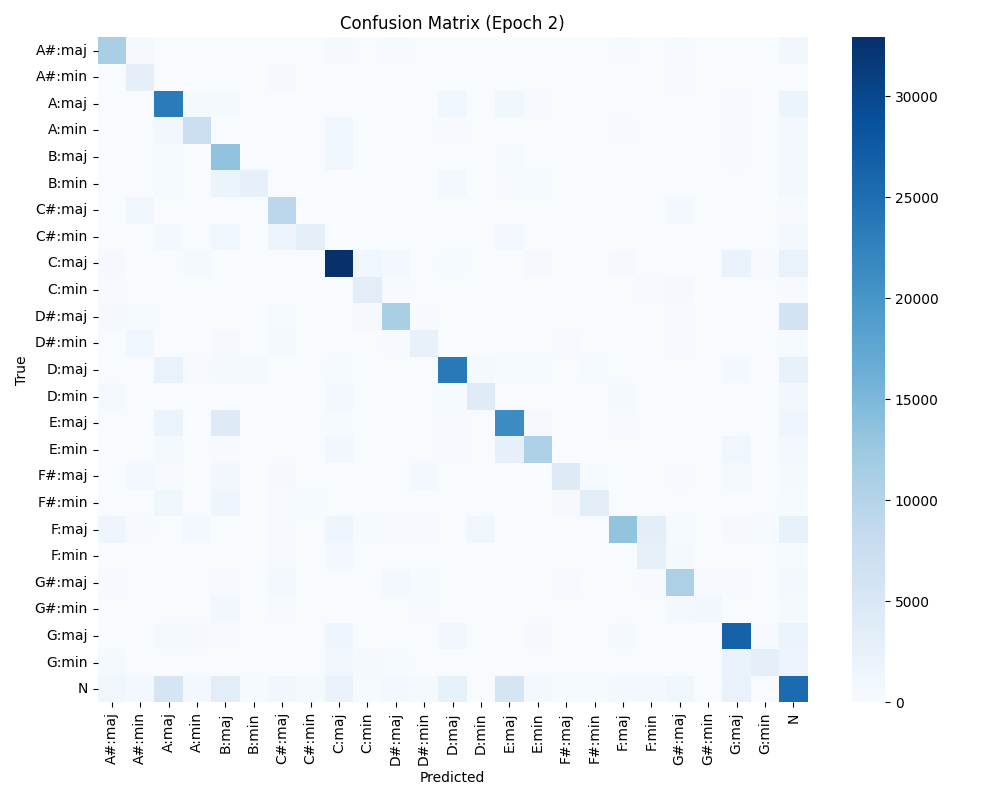 Confusion Matrix (Epoch 2)
True
A#:maj
A#:min
A:maj
A:min
B:maj
B:min
C#:maj
C#:min
C:maj
C:min
D#:maj
D#:min
D:maj
D:min
E:maj
E:min
F#:maj
F#:min
F:maj
F:min
G#:maj
G#:min
G:maj
G:min
N
A#:maj
A#:min
A:maj
A:min
B:maj
B:min
C#:maj
C#:min
C:maj
C:min
D#:maj
D#:min
D:maj
D:min
E:maj
E:min
F#:maj
F#:min
F:maj
F:min
G#:maj
G#:min
G:maj
G:min
N
Predicted
30000
25000
20000
15000
10000
5000
0